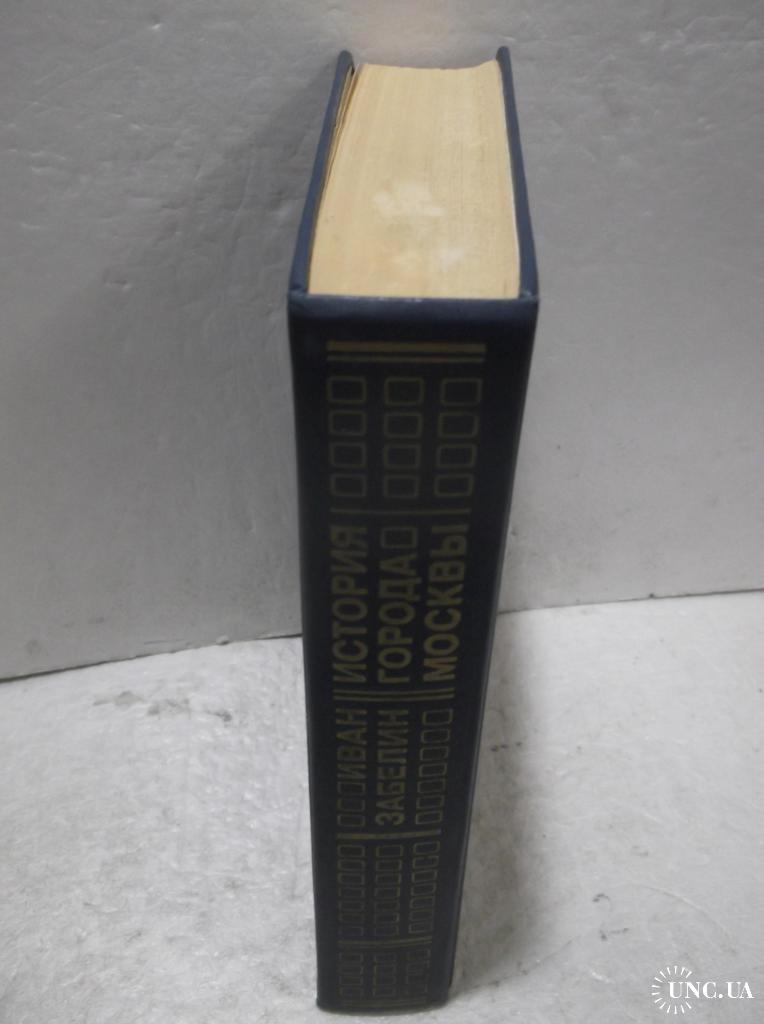 ИВАН
ЗАБЕЛИН
ИСТОРИЯ
ГОРОДА
МОСКВЫ
UNC.UA